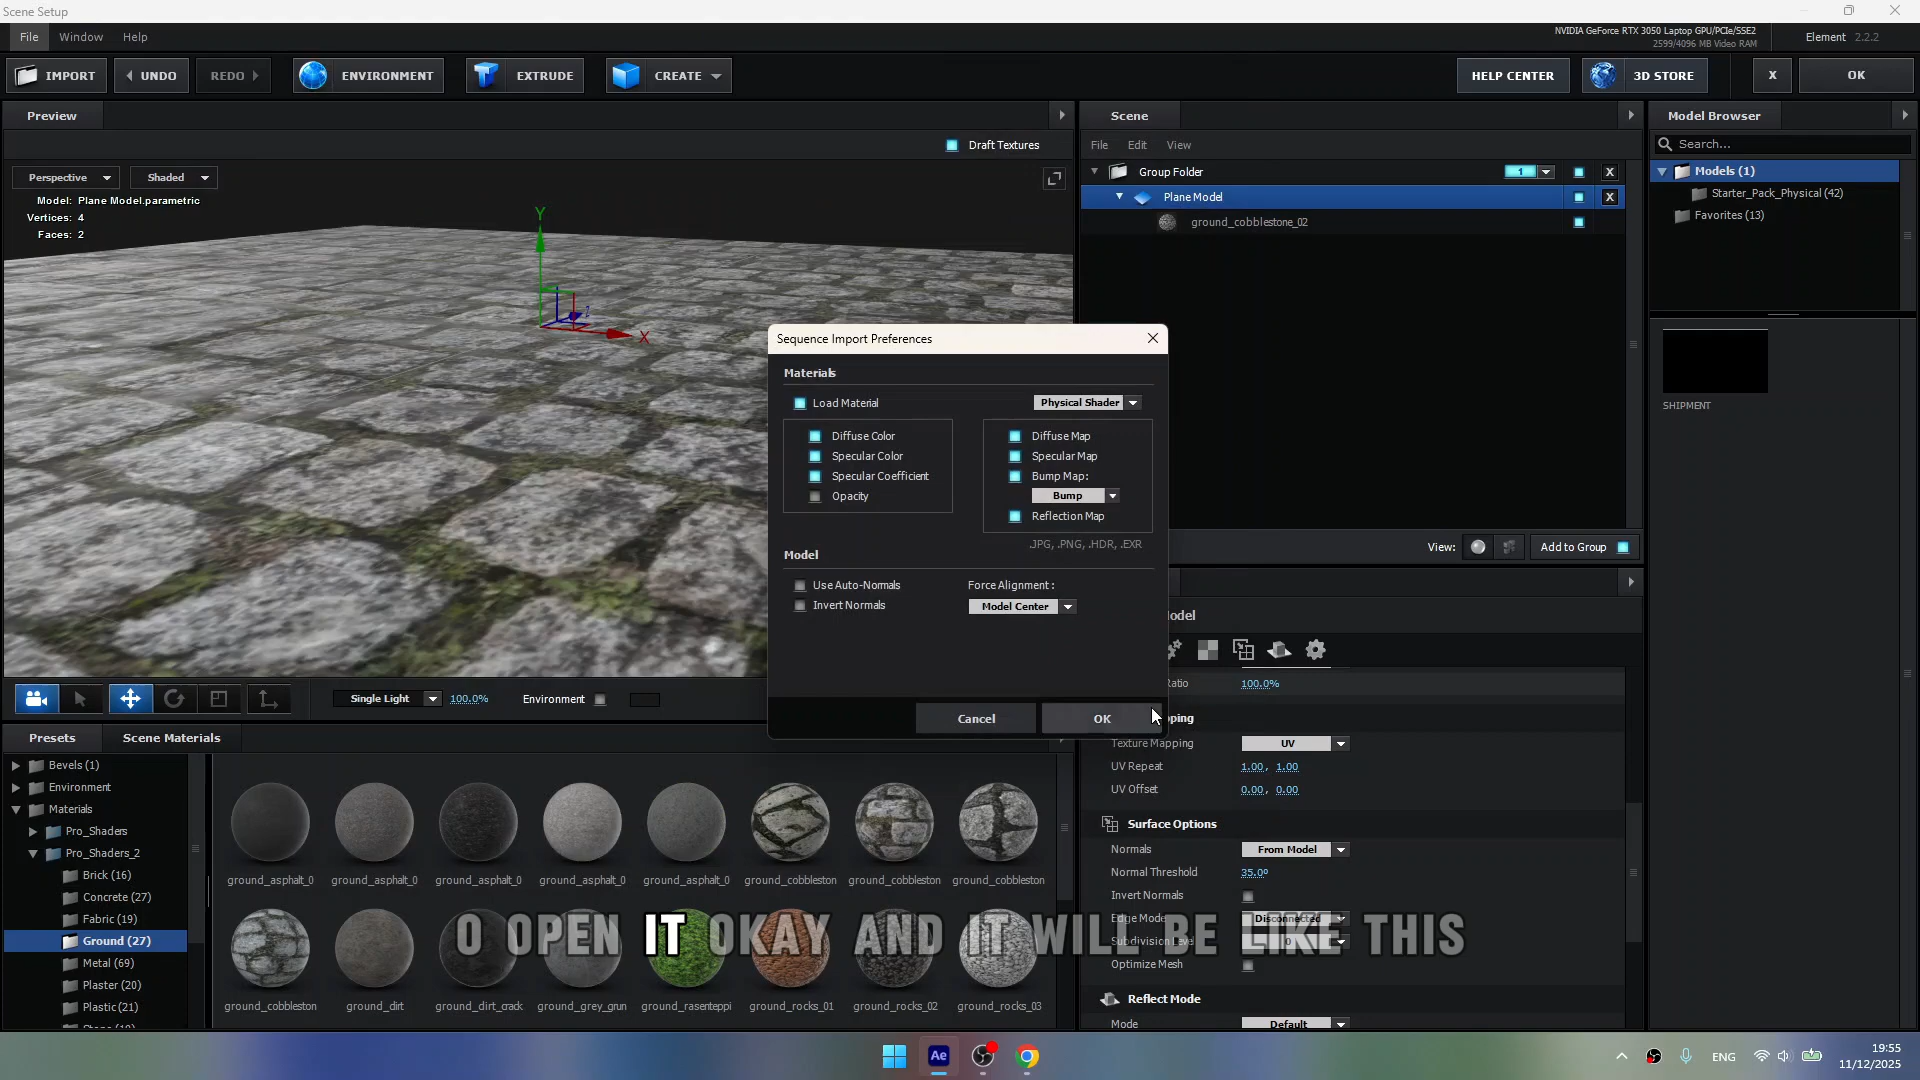 Scene Setup
File Window Help
NVIDIA GeForce RTX 3050 Laptop GPU/PCIe/SSE2
2599/4096 MB Video RAM
Element 2.2.2
IMPORT UNDO REDO ENVIRONMENT EXTRUDE CREATE HELP CENTER 3D STORE X OK
Preview
Scene
Model Browser
Draft Textures
File Edit View
Search...
Perspective Shaded
Group Folder 1 X
Models (1)
Model: Plane Model.parametric
Plane Model X
Starter_Pack_Physical (42)
Vertices: 4
ground_cobblestone_02
Favorites (13)
Faces: 2
Y
X
Sequence Import Preferences
Materials
Load Material Physical Shader
SHIPMENT
Diffuse Color Diffuse Map
Specular Color Specular Map
Specular Coefficient Bump Map:
Opacity Bump
Reflection Map
.JPG, .PNG, .HDR, .EXR
View: Add to Group
Model
Use Auto-Normals Force Alignment :
Invert Normals Model Center
Cancel OK
Single Light 100.0% Environment
100.0%
Texture Mapping UV
UV Repeat 1.00, 1.00
UV Offset 0.00, 0.00
Surface Options
Normals From Model
Normal Threshold 35.0º
Invert Normals
Edge Mode Disconnected
Subdivision Level 0
Optimize Mesh
Reflect Mode
Mode Default
Presets Scene Materials
Bevels (1)
Environment
Materials
Pro_Shaders
Pro_Shaders_2
Brick (16)
Concrete (27)
Fabric (19)
Ground (27)
Metal (69)
Plaster (20)
Plastic (21)
ground_asphalt_0 ground_asphalt_0 ground_asphalt_0 ground_asphalt_0 ground_asphalt_0 ground_cobbleston ground_cobbleston ground_cobbleston
ground_cobbleston ground_dirt ground_dirt_crack ground_grey_grun ground_rasenteppi ground_rocks_01 ground_rocks_02 ground_rocks_03
O OPEN IT OKAY AND IT WILL BE LIKE THIS
Ae
ENG
19:55
11/12/2025